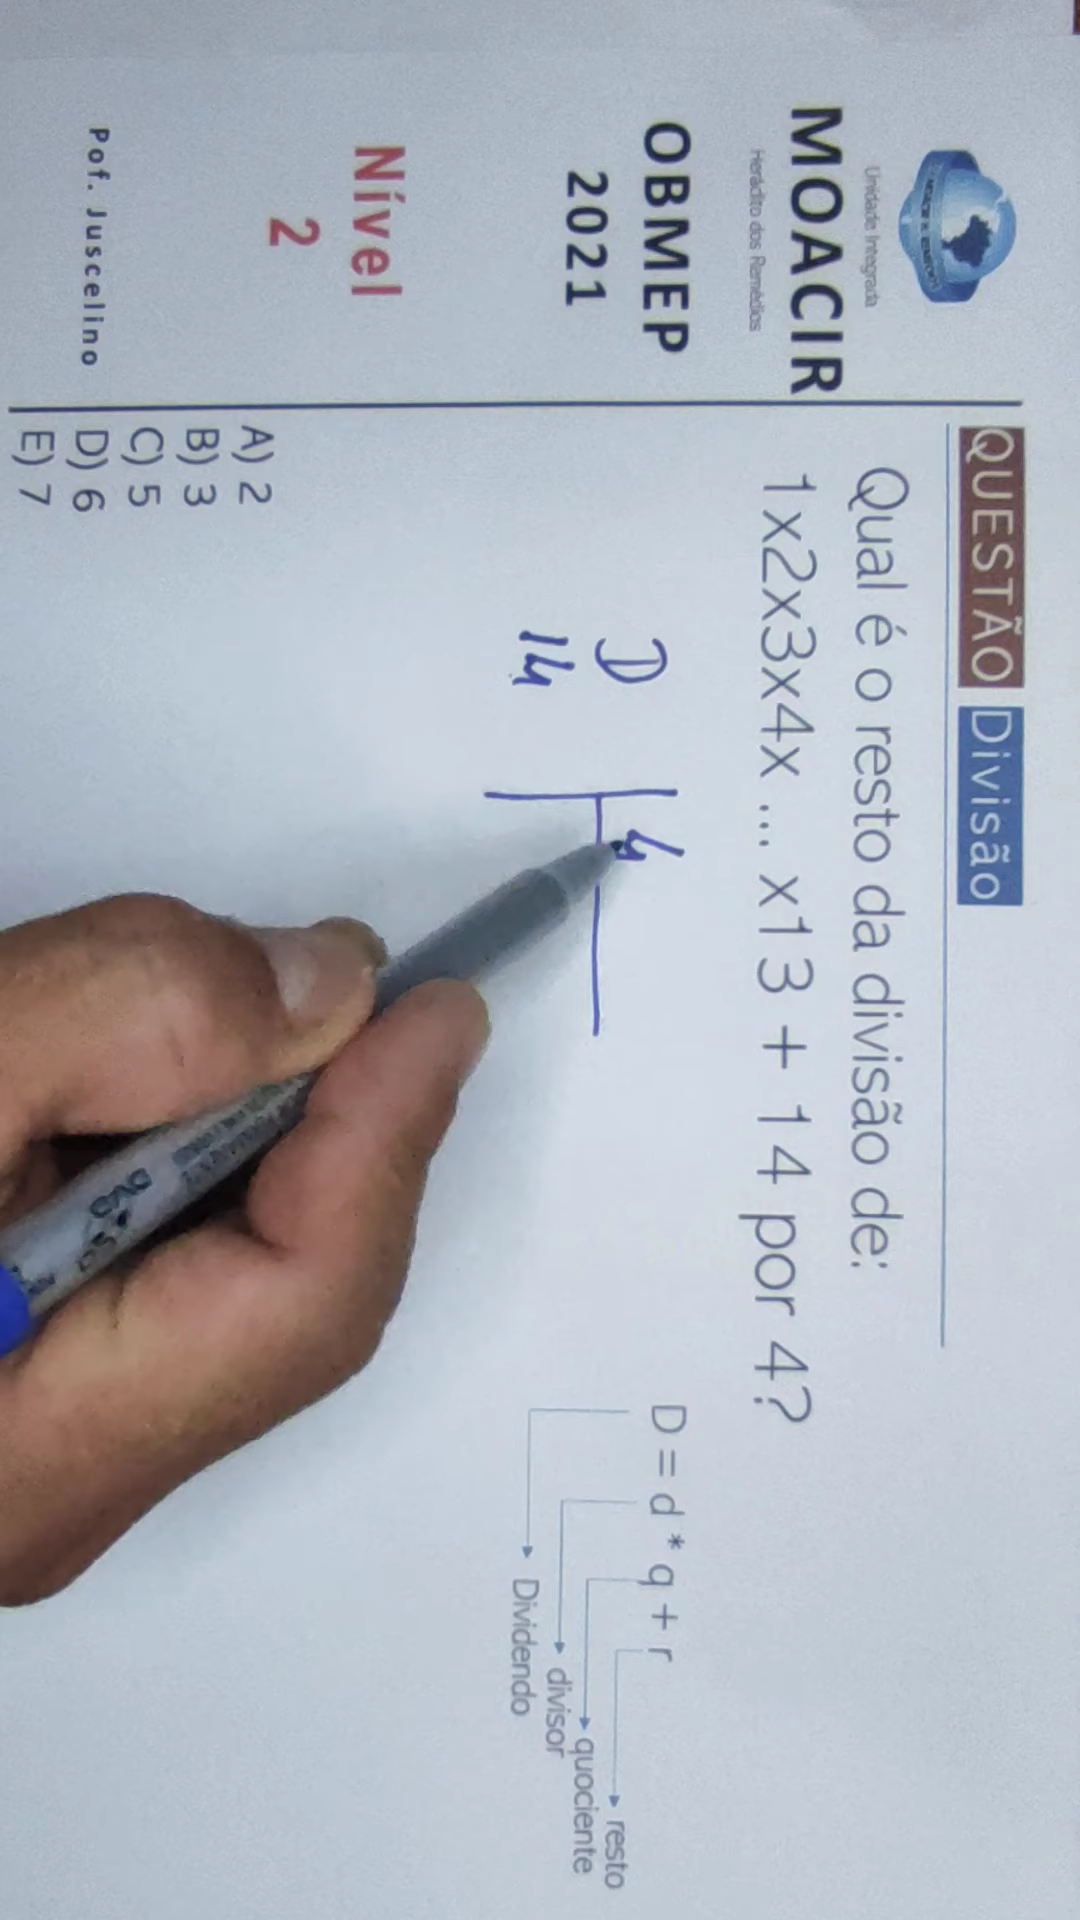 Unidade Integrada
MOACIR
Heráclito dos Remédios
OBMEP
2021
Nível
2
Pof. Juscelino
QUESTÃO Divisão
Qual é o resto da divisão de:
1x2x3x4x ... x13 + 14 por 4?
D
14 4
D = d * q + r
resto
quociente
divisor
Dividendo
A) 2
B) 3
C) 5
D) 6
E) 7